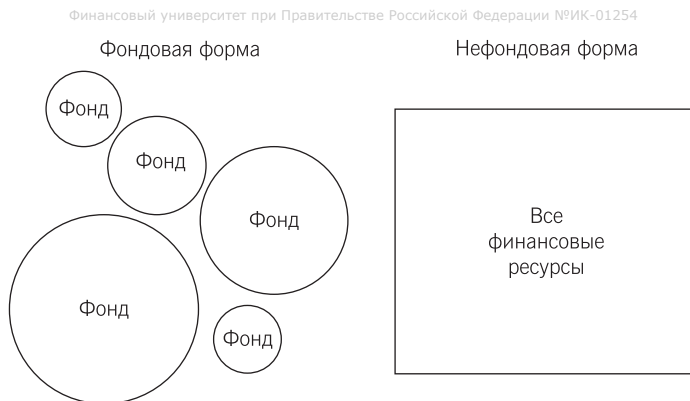 Финансовый университет при Правительстве Российской Федерации №ИК-01254
Фондовая форма
Нефондовая форма
Фонд
Фонд
Фонд
Фонд
Фонд
Все
финансовые
ресурсы